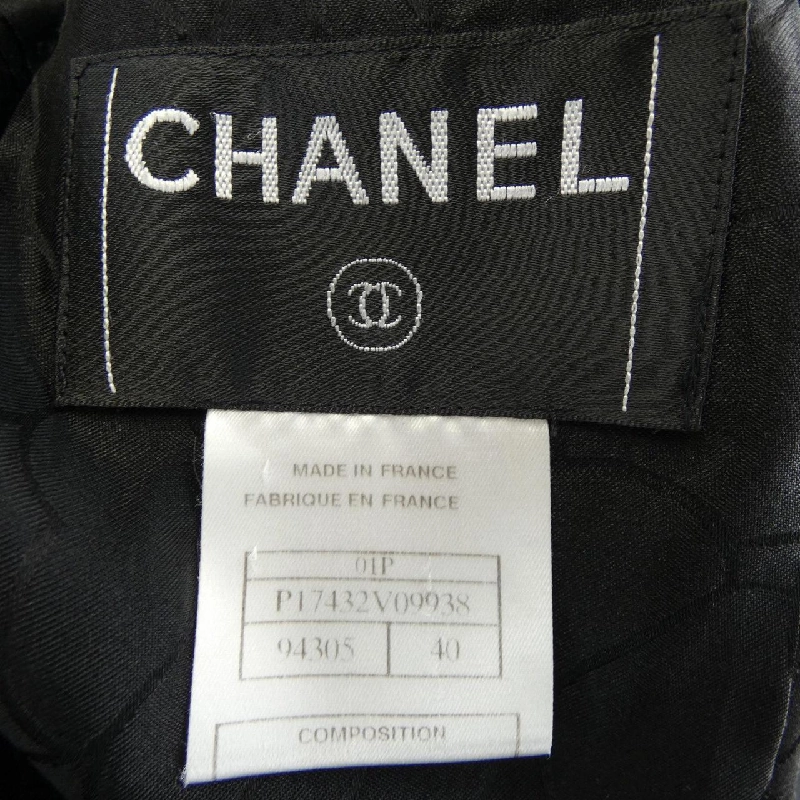 CHANEL
MADE IN FRANCE
FABRIQUE EN FRANCE
01P
P17432V09938
94305 40
COMPOSITION